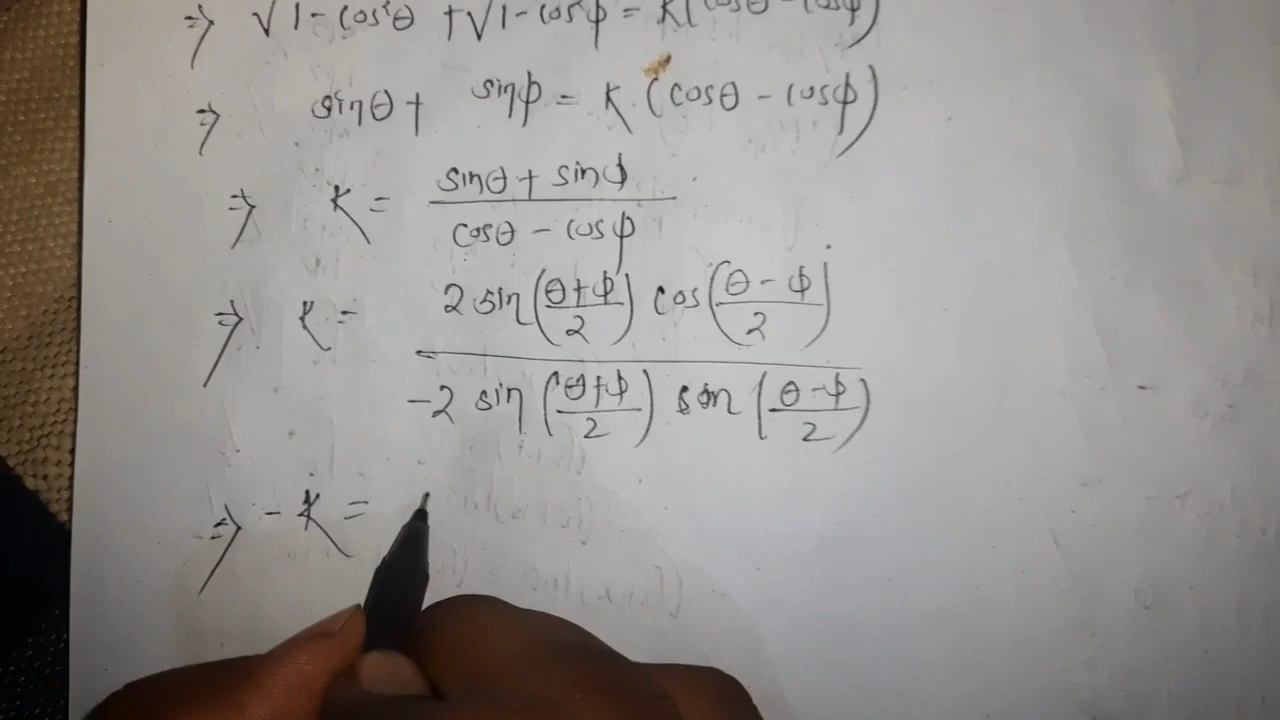 ⇒ √1-cos²θ + √1-cos²φ = K(cosθ - cosφ)
⇒ sinθ + sinφ = K (cosθ - cosφ)
⇒ K = (sinθ + sinφ)/(cosθ - cosφ)
⇒ K = (2 sin((θ+φ)/2) cos((θ-φ)/2))/(-2 sin((θ+φ)/2) sin((θ-φ)/2))
⇒ -K =